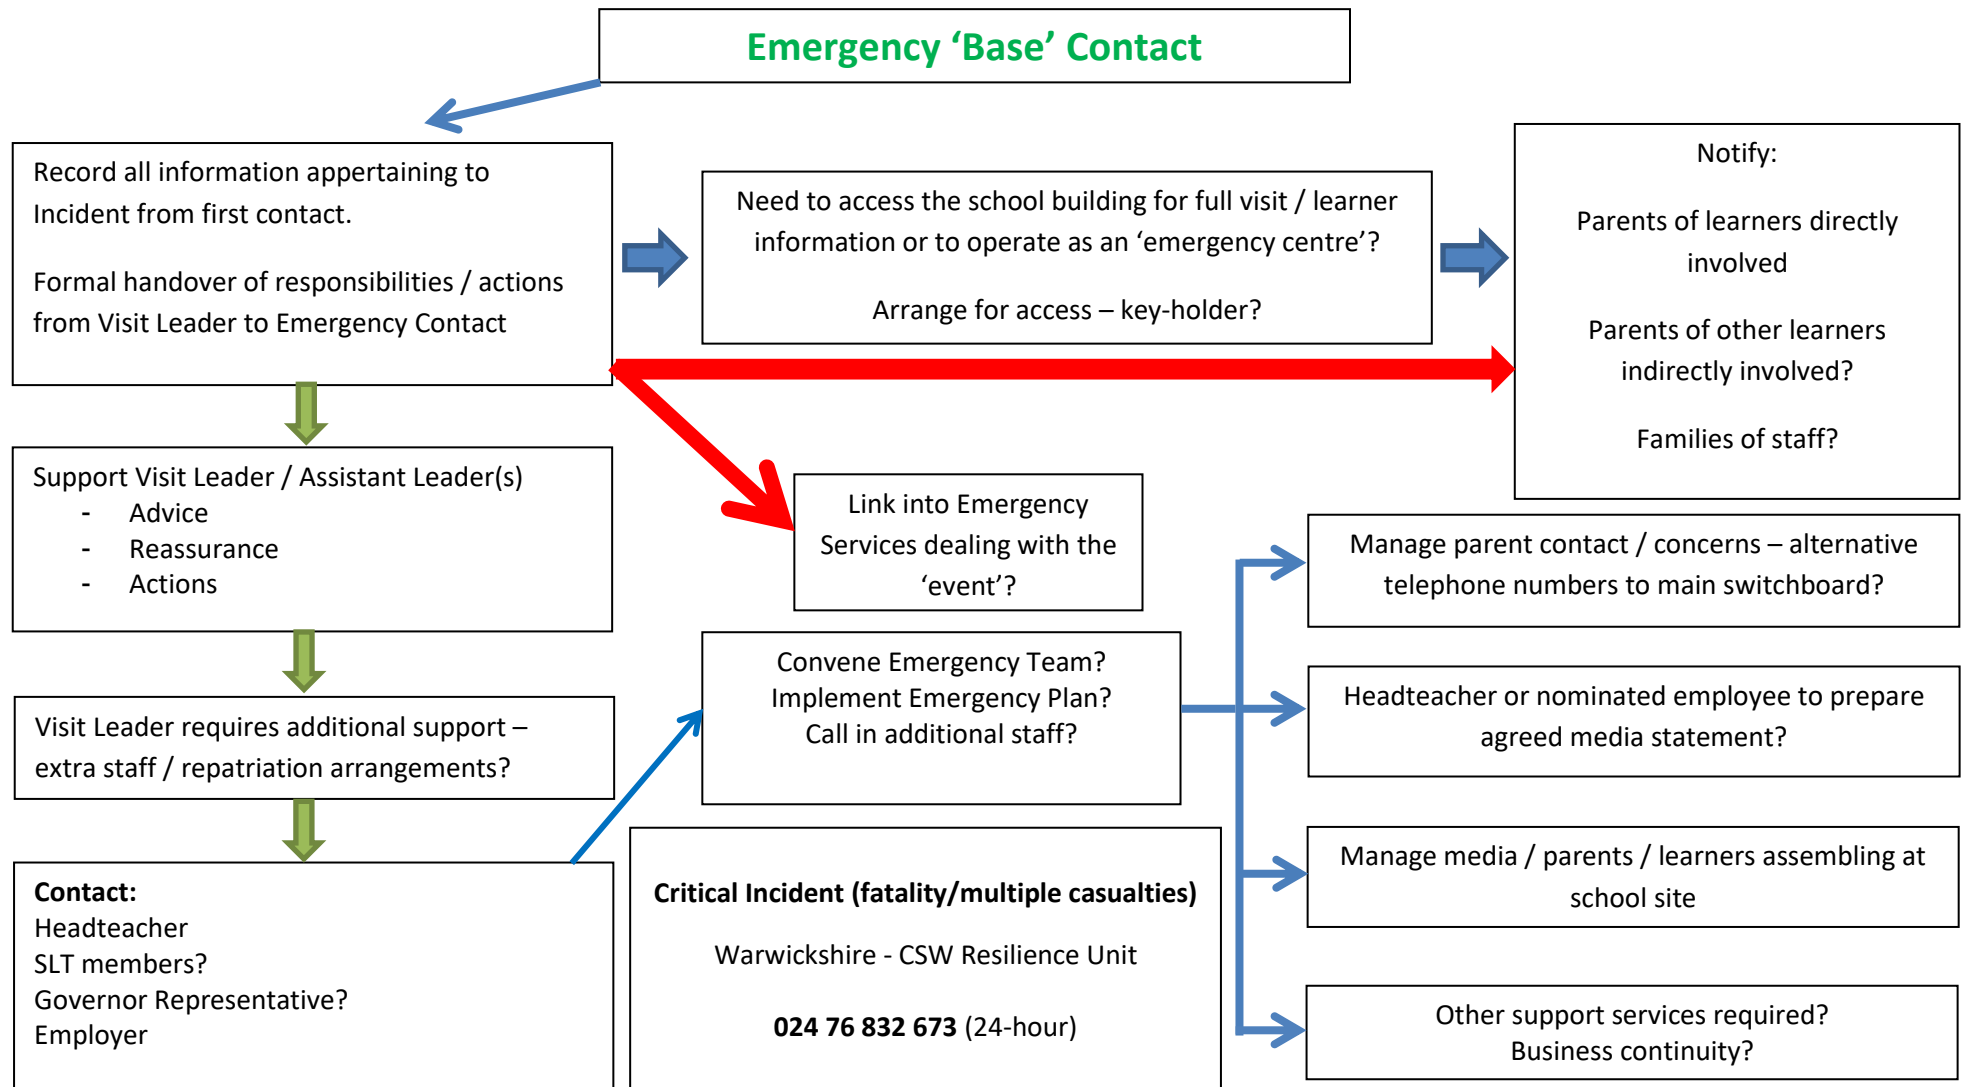 Emergency ‘Base’ Contact
Record all information appertaining to
Incident from first contact.
Formal handover of responsibilities / actions
from Visit Leader to Emergency Contact
Need to access the school building for full visit / learner
information or to operate as an ‘emergency centre’?
Arrange for access – key-holder?
Notify:
Parents of learners directly
involved
Parents of other learners
indirectly involved?
Families of staff?
Support Visit Leader / Assistant Leader(s)
- Advice
- Reassurance
- Actions
Link into Emergency
Services dealing with the
‘event’?
Visit Leader requires additional support –
extra staff / repatriation arrangements?
Contact:
Headteacher
SLT members?
Governor Representative?
Employer
Convene Emergency Team?
Implement Emergency Plan?
Call in additional staff?
Critical Incident (fatality/multiple casualties)
Warwickshire - CSW Resilience Unit
024 76 832 673 (24-hour)
Manage parent contact / concerns – alternative
telephone numbers to main switchboard?
Headteacher or nominated employee to prepare
agreed media statement?
Manage media / parents / learners assembling at
school site
Other support services required?
Business continuity?